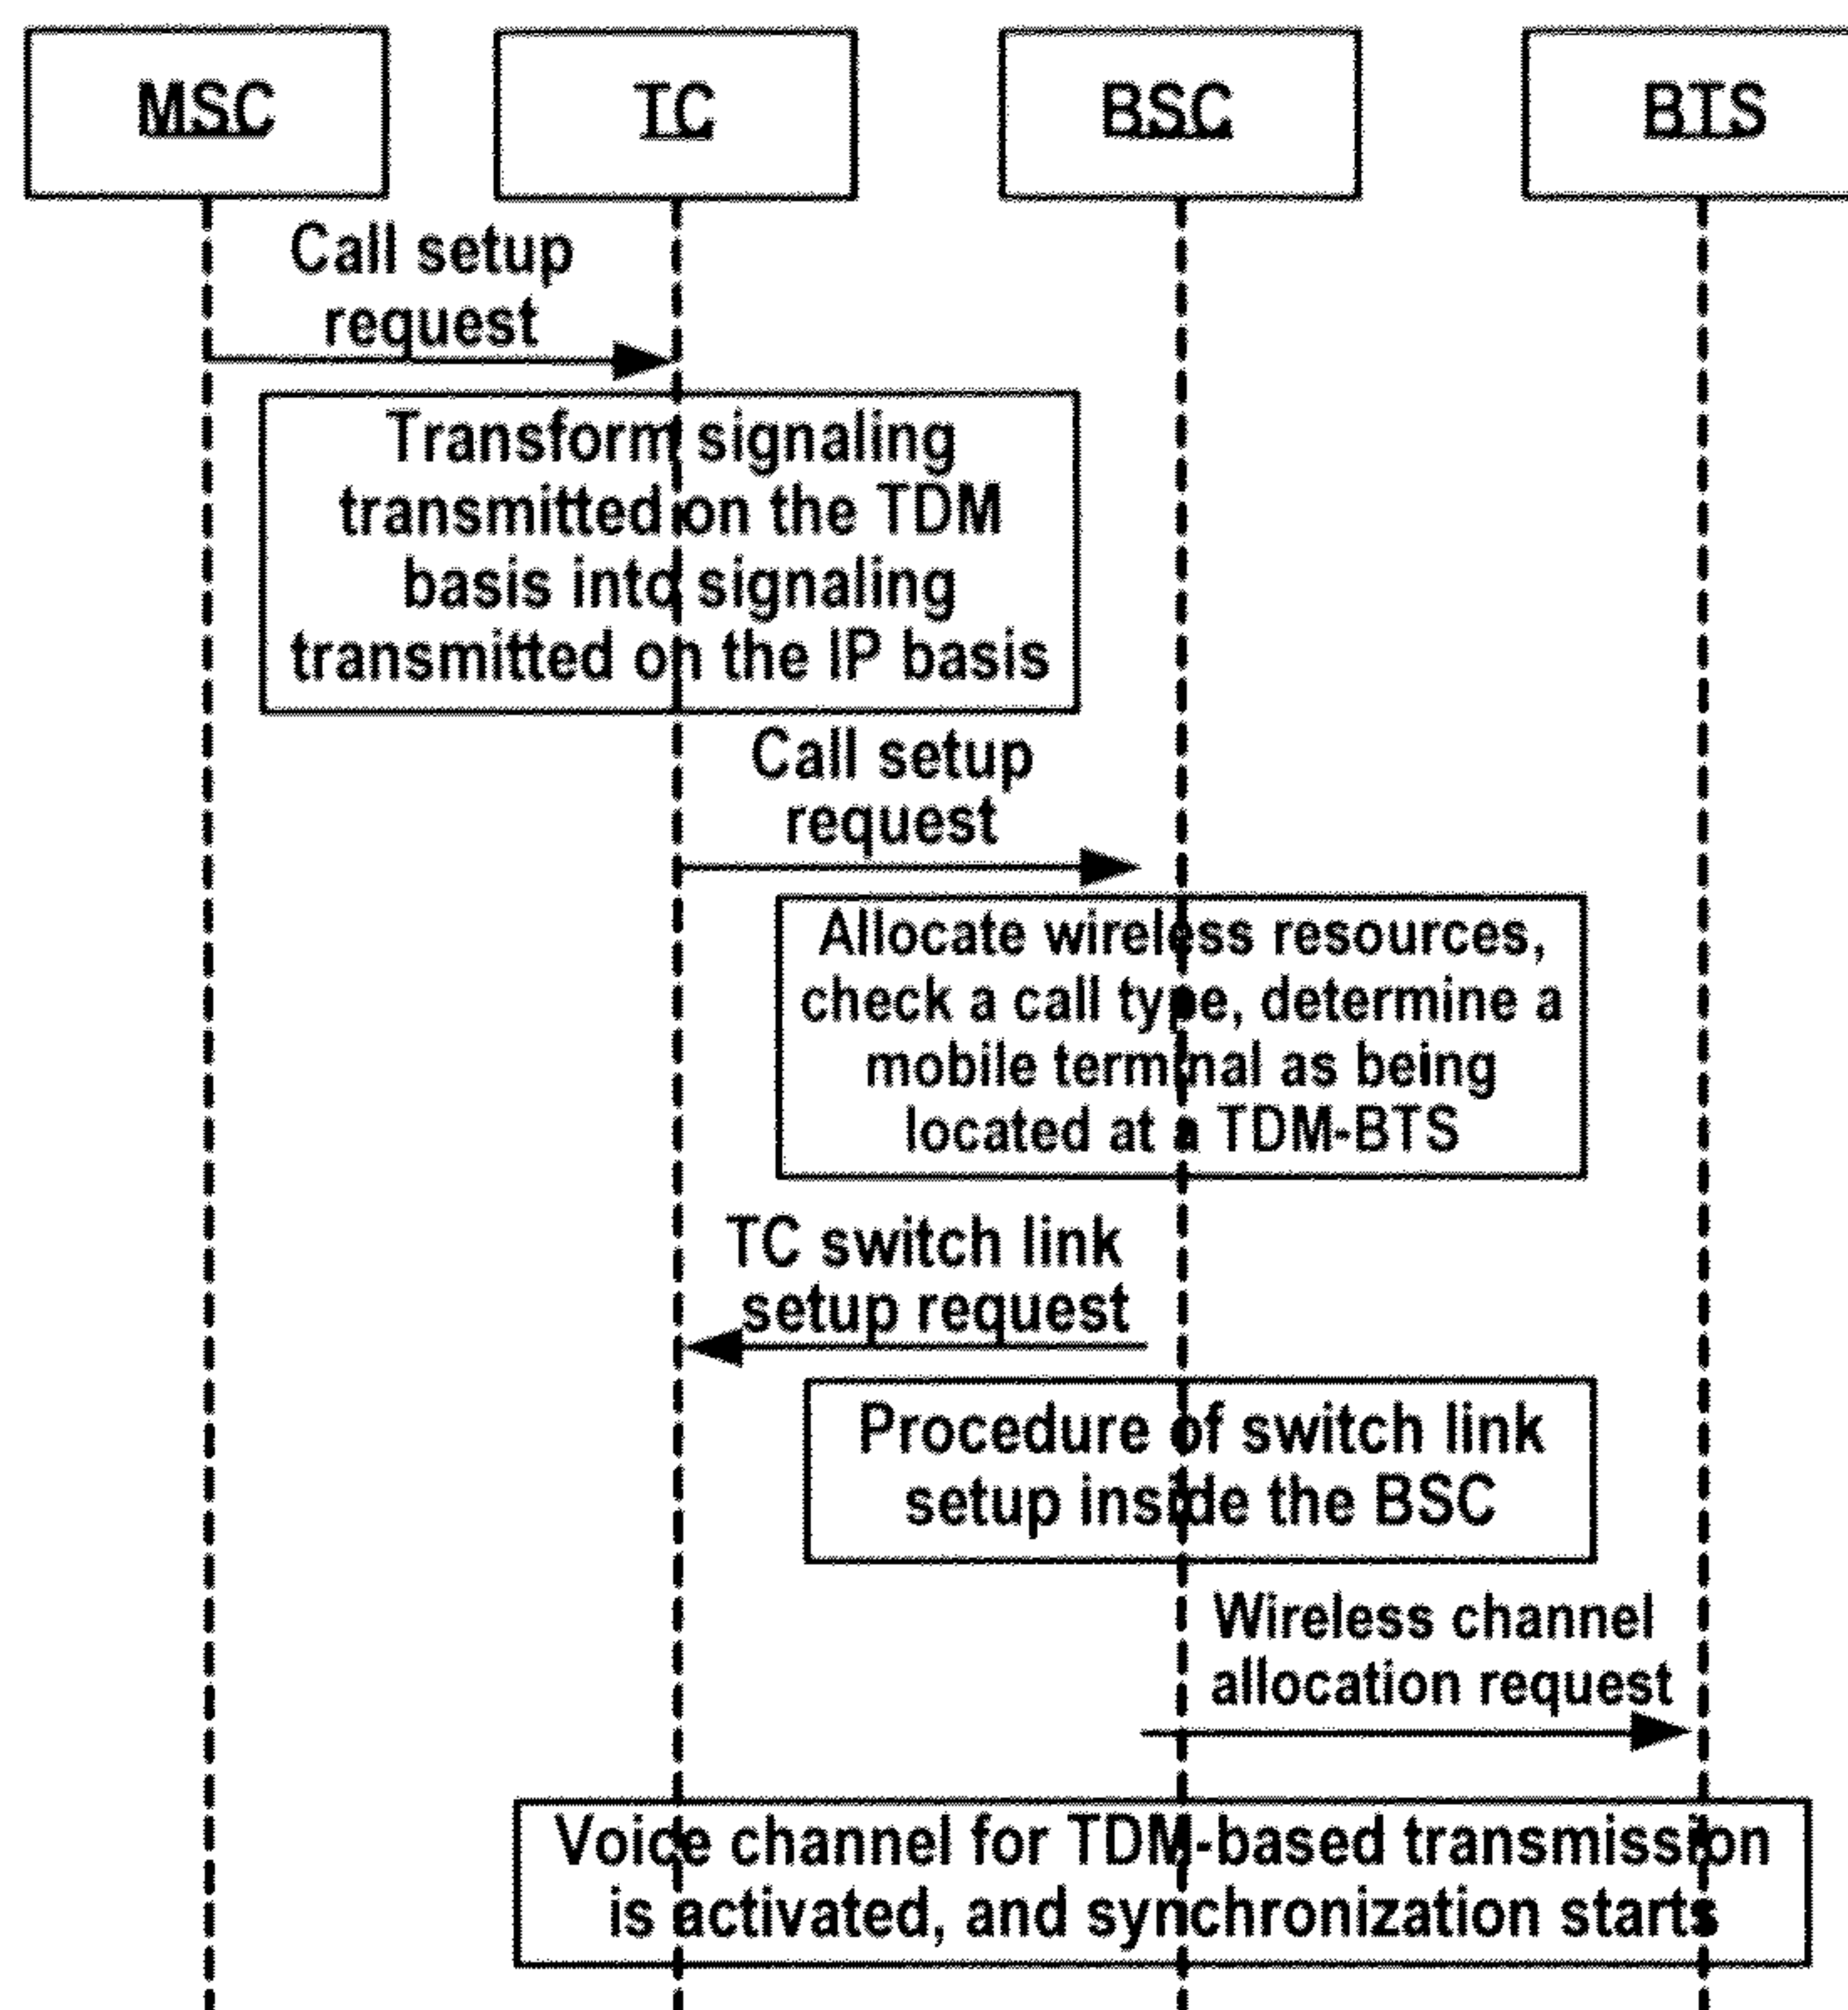 MSC
TC
BSC
BTS
Call setup
request
Transform signaling
transmitted on the TDM
basis into signaling
transmitted on the IP basis
Call setup
request
Allocate wireless resources,
check a call type, determine a
mobile terminal as being
located at a TDM-BTS
TC switch link
setup request
Procedure of switch link
setup inside the BSC
Wireless channel
allocation request
Voice channel for TDM-based transmission
is activated, and synchronization starts